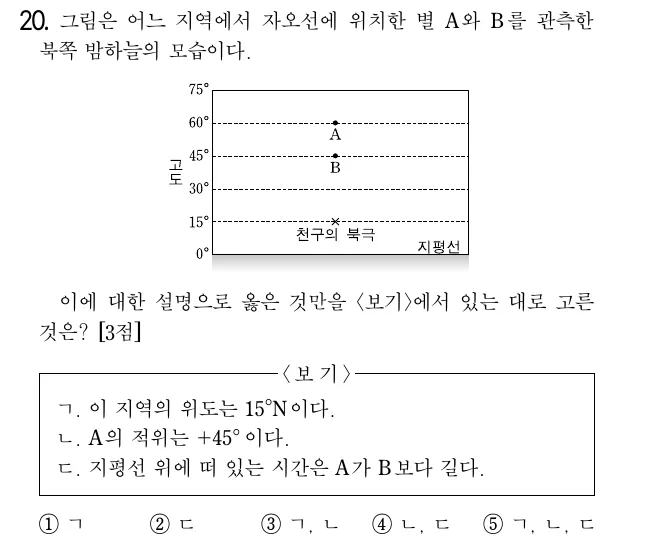 20. 그림은 어느 지역에서 자오선에 위치한 별 A와 B를 관측한
북쪽 밤하늘의 모습이다.
75°
60°
A
45°
B
고도
30°
15°
천구의 북극
지평선
0°
이에 대한 설명으로 옳은 것만을 〈보기〉에서 있는 대로 고른
것은? [3점]
〈보 기〉
ㄱ. 이 지역의 위도는 15°N이다.
ㄴ. A의 적위는 +45°이다.
ㄷ. 지평선 위에 떠 있는 시간은 A가 B보다 길다.
① ㄱ ② ㄷ ③ ㄱ, ㄴ ④ ㄴ, ㄷ ⑤ ㄱ, ㄴ, ㄷ